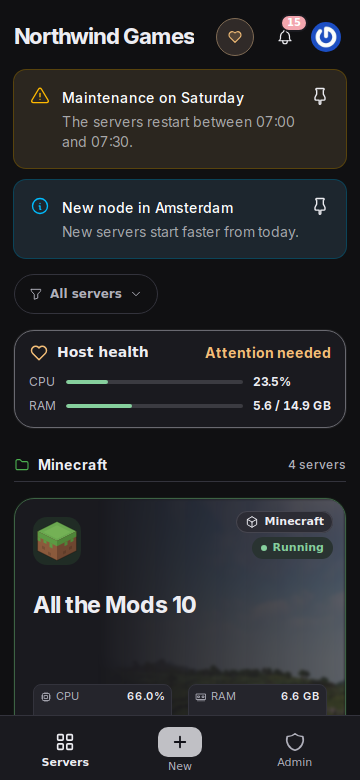 Northwind Games
15
Maintenance on Saturday
The servers restart between 07:00
and 07:30.
New node in Amsterdam
New servers start faster from today.
All servers
Host health
Attention needed
CPU
23.5%
RAM
5.6 / 14.9 GB
Minecraft
4 servers
Minecraft
Running
All the Mods 10
CPU
66.0%
RAM
6.6 GB
Servers
New
Admin